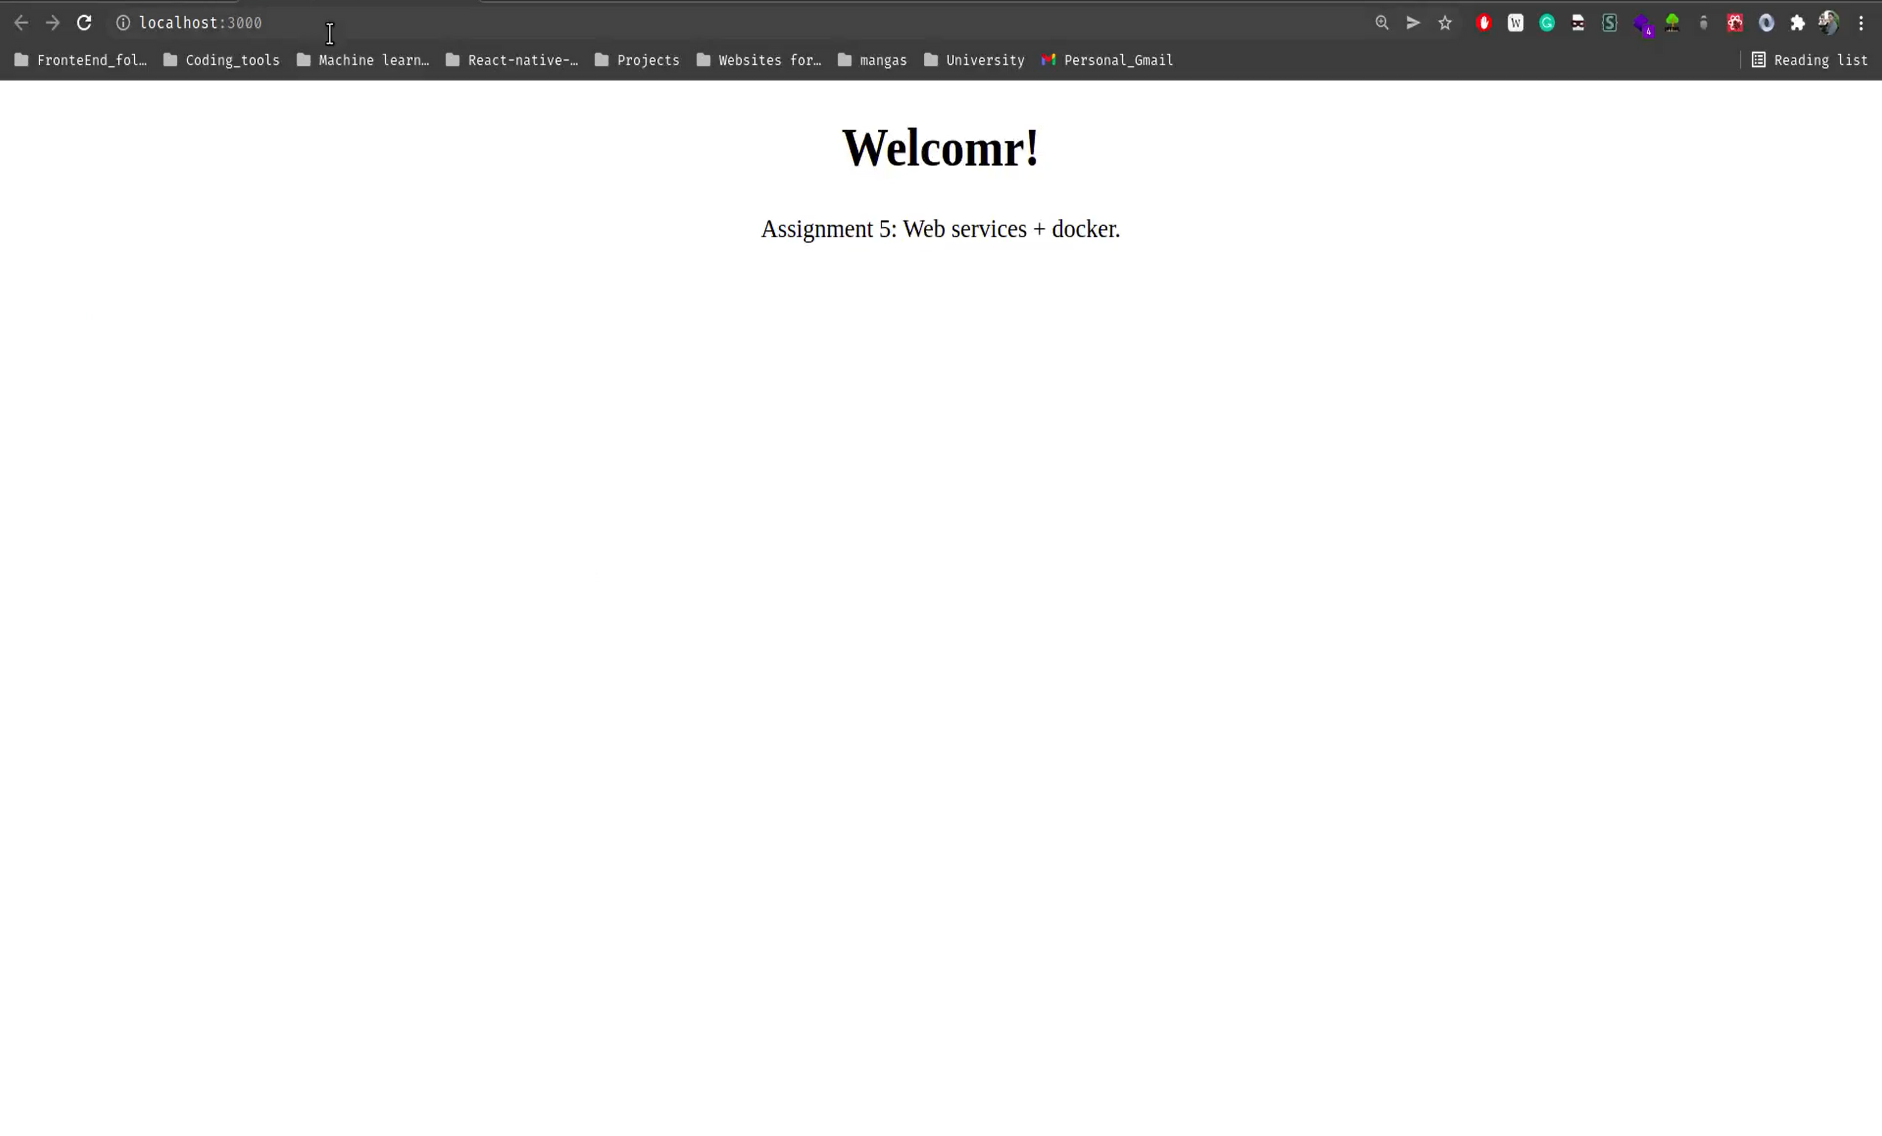 localhost:3000
FronteEnd_fol… Coding_tools Machine learn… React-native-… Projects Websites for… mangas University Personal_Gmail Reading list
Welcomr!
Assignment 5: Web services + docker.